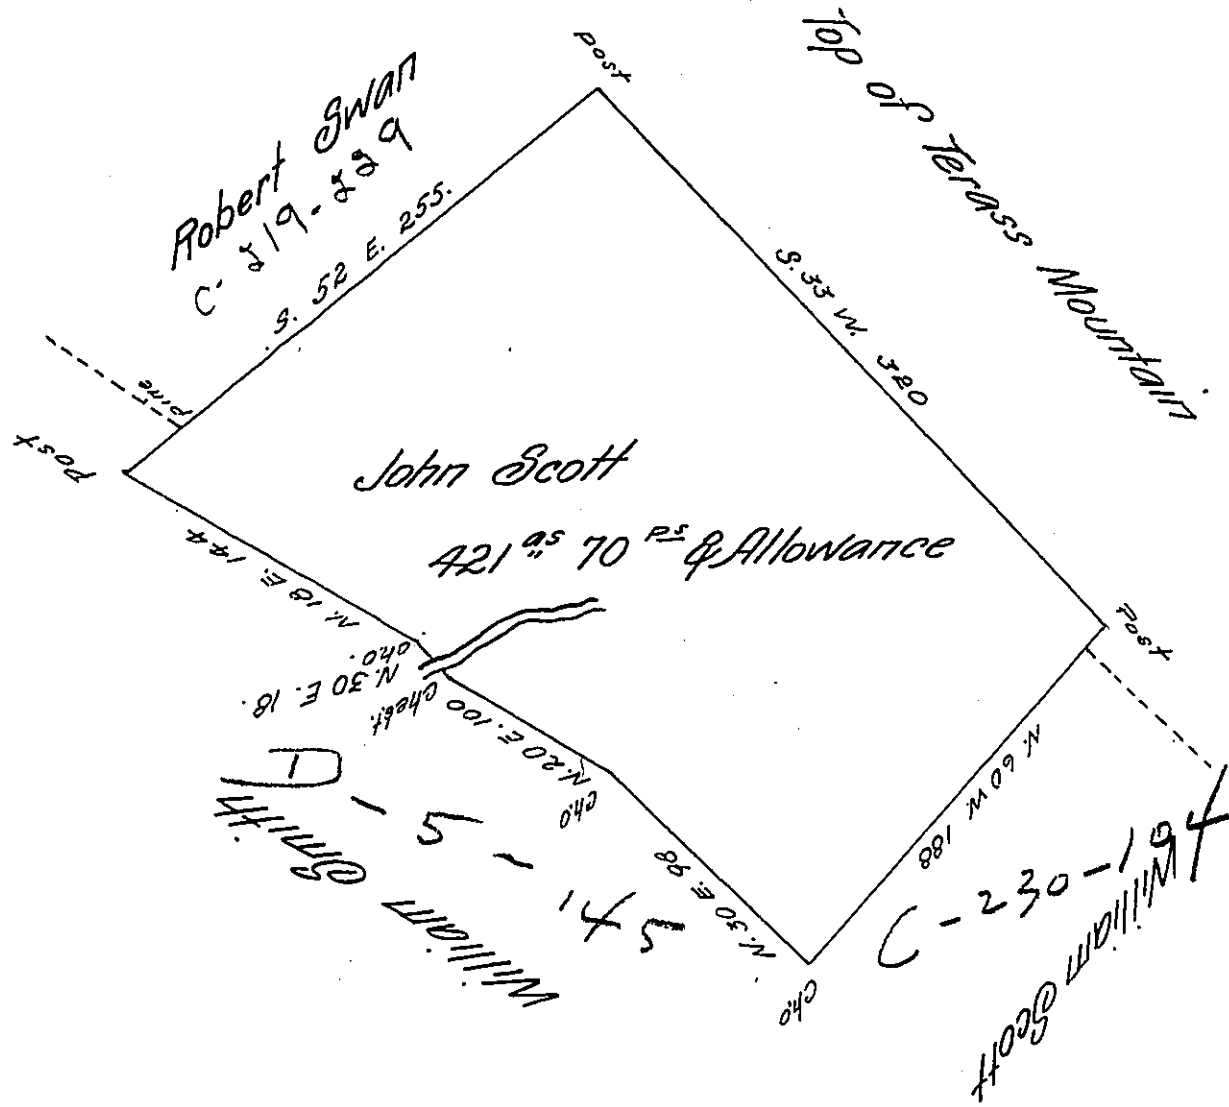 post
Top of Terass Mountain
Robert Swan
C-219-229
S. 52 E. 255.
S. 33 W. 320
pine
Post
John Scott
421 as 70 ps & Allowance
N. 18 E. 144
cho.
N. 30 E. 18.
chest.
N. 20 E. 100
cho
N. 30 E. 98
cho
Post
N. 60 W. 188
D-5-145
William Smith
C-230-194
William Scott